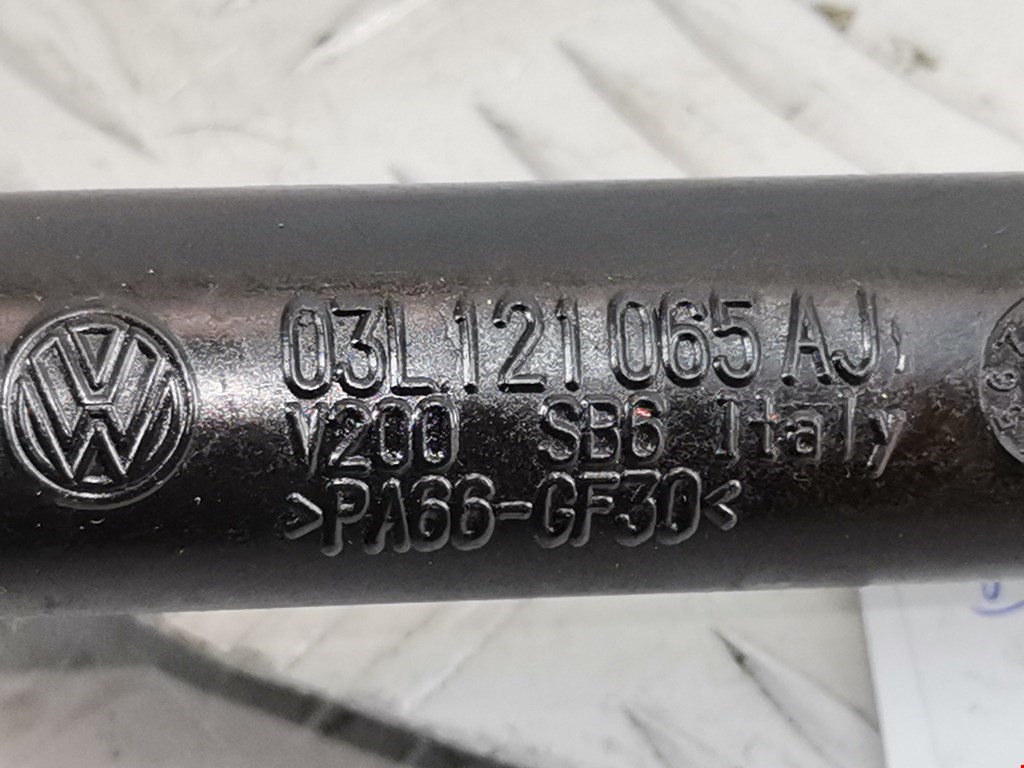 03L.121 065 AJ
V200 SB6 Italy
>PA66-GF30<